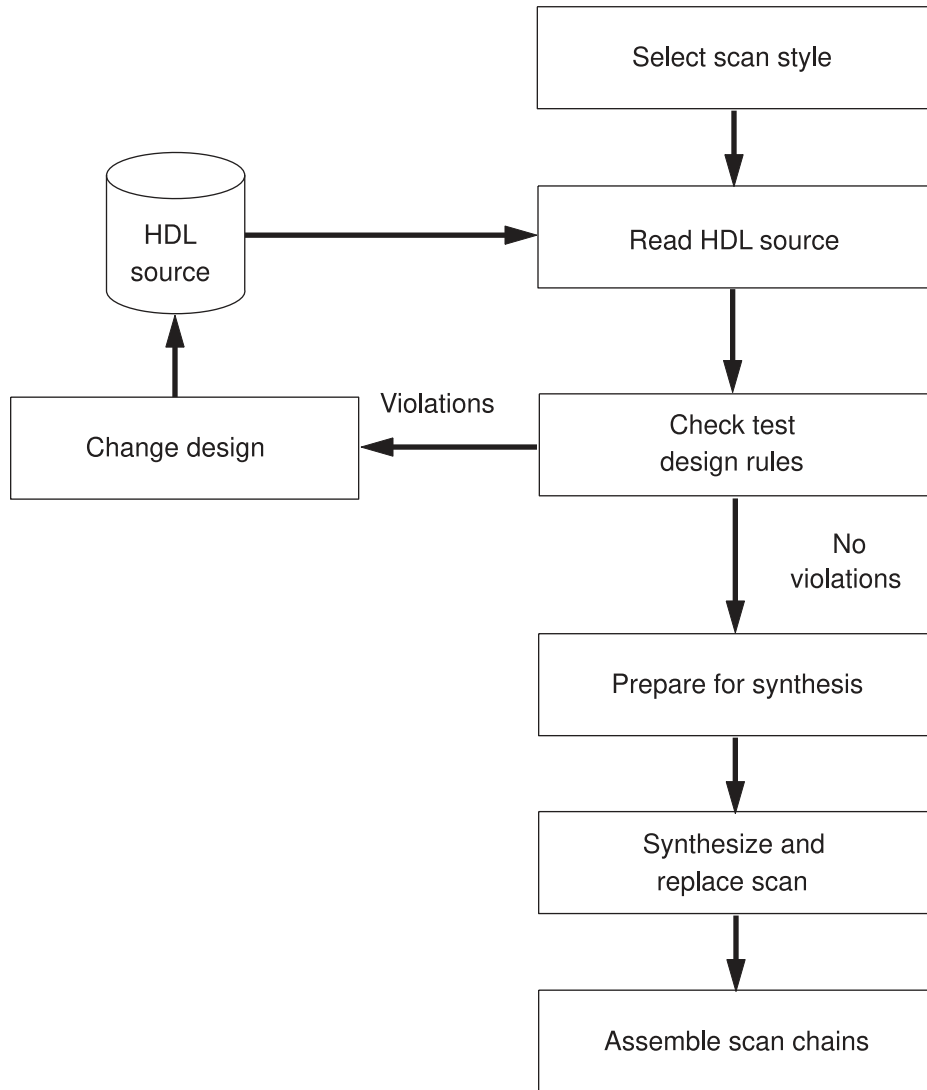 Select scan style
HDL
source
Read HDL source
Violations
Change design
Check test
design rules
No
violations
Prepare for synthesis
Synthesize and
replace scan
Assemble scan chains